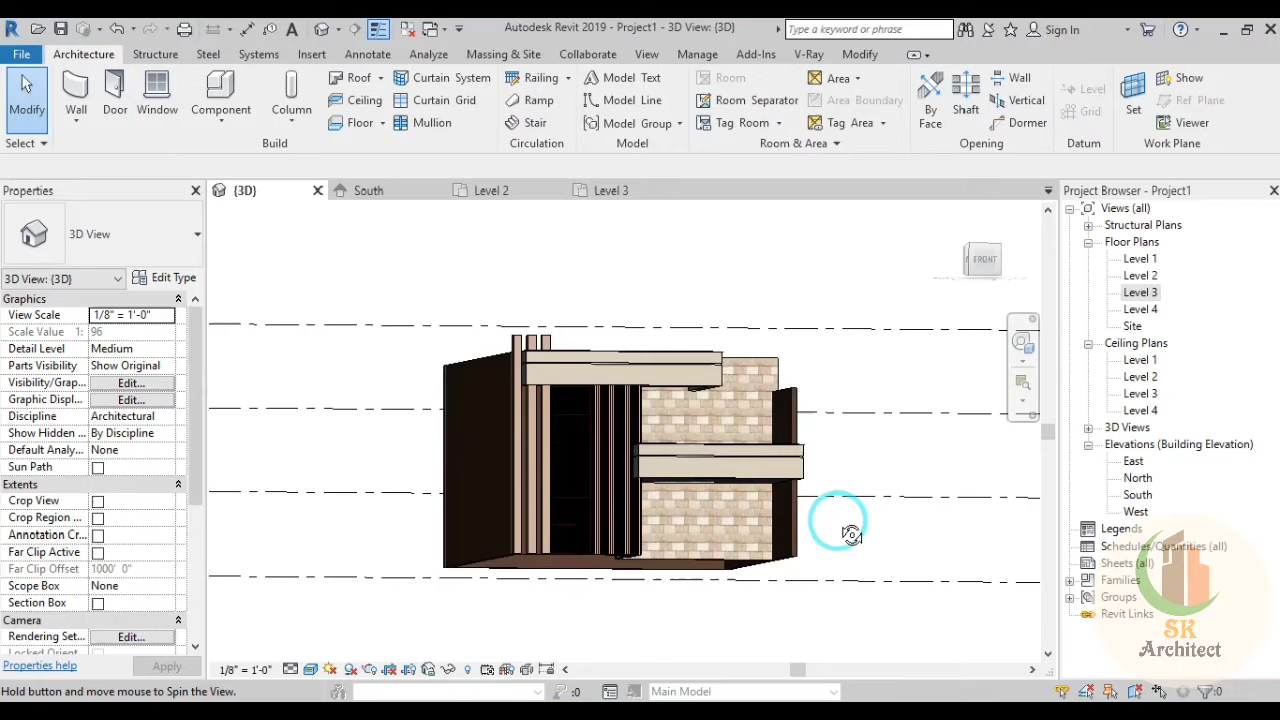 Autodesk Revit 2019 - Project1 - 3D View: {3D}
Type a keyword or phrase
Sign In
File
Architecture
Structure
Steel
Systems
Insert
Annotate
Analyze
Massing & Site
Collaborate
View
Manage
Add-Ins
V-Ray
Modify
Modify
Wall
Door
Window
Component
Column
Roof
Ceiling
Floor
Curtain System
Curtain Grid
Mullion
Railing
Ramp
Stair
Model Text
Model Line
Model Group
Room
Room Separator
Tag Room
Area
Area Boundary
Tag Area
By Face
Shaft
Wall
Vertical
Dormer
Level
Grid
Set
Show
Ref Plane
Viewer
Select
Build
Circulation
Model
Room & Area
Opening
Datum
Work Plane
Properties
{3D}
South
Level 2
Level 3
Project Browser - Project1
3D View
3D View: {3D}
Edit Type
Graphics
View Scale 1/8" = 1'-0"
Scale Value 1: 96
Detail Level Medium
Parts Visibility Show Original
Visibility/Grap... Edit...
Graphic Displ... Edit...
Discipline Architectural
Show Hidden ... By Discipline
Default Analy... None
Sun Path
Extents
Crop View
Crop Region ...
Annotation Cr...
Far Clip Active
Far Clip Offset 1000' 0"
Scope Box None
Section Box
Camera
Rendering Set... Edit...
Properties help
Apply
FRONT
Views (all)
Structural Plans
Floor Plans
Level 1
Level 2
Level 3
Level 4
Site
Ceiling Plans
Level 1
Level 2
Level 3
Level 4
3D Views
Elevations (Building Elevation)
East
North
South
West
Legends
Schedules/Quantities (all)
Sheets (all)
Families
Groups
Revit Links
SK
Architect
1/8" = 1'-0"
Hold button and move mouse to Spin the View.
:0
Main Model
:0